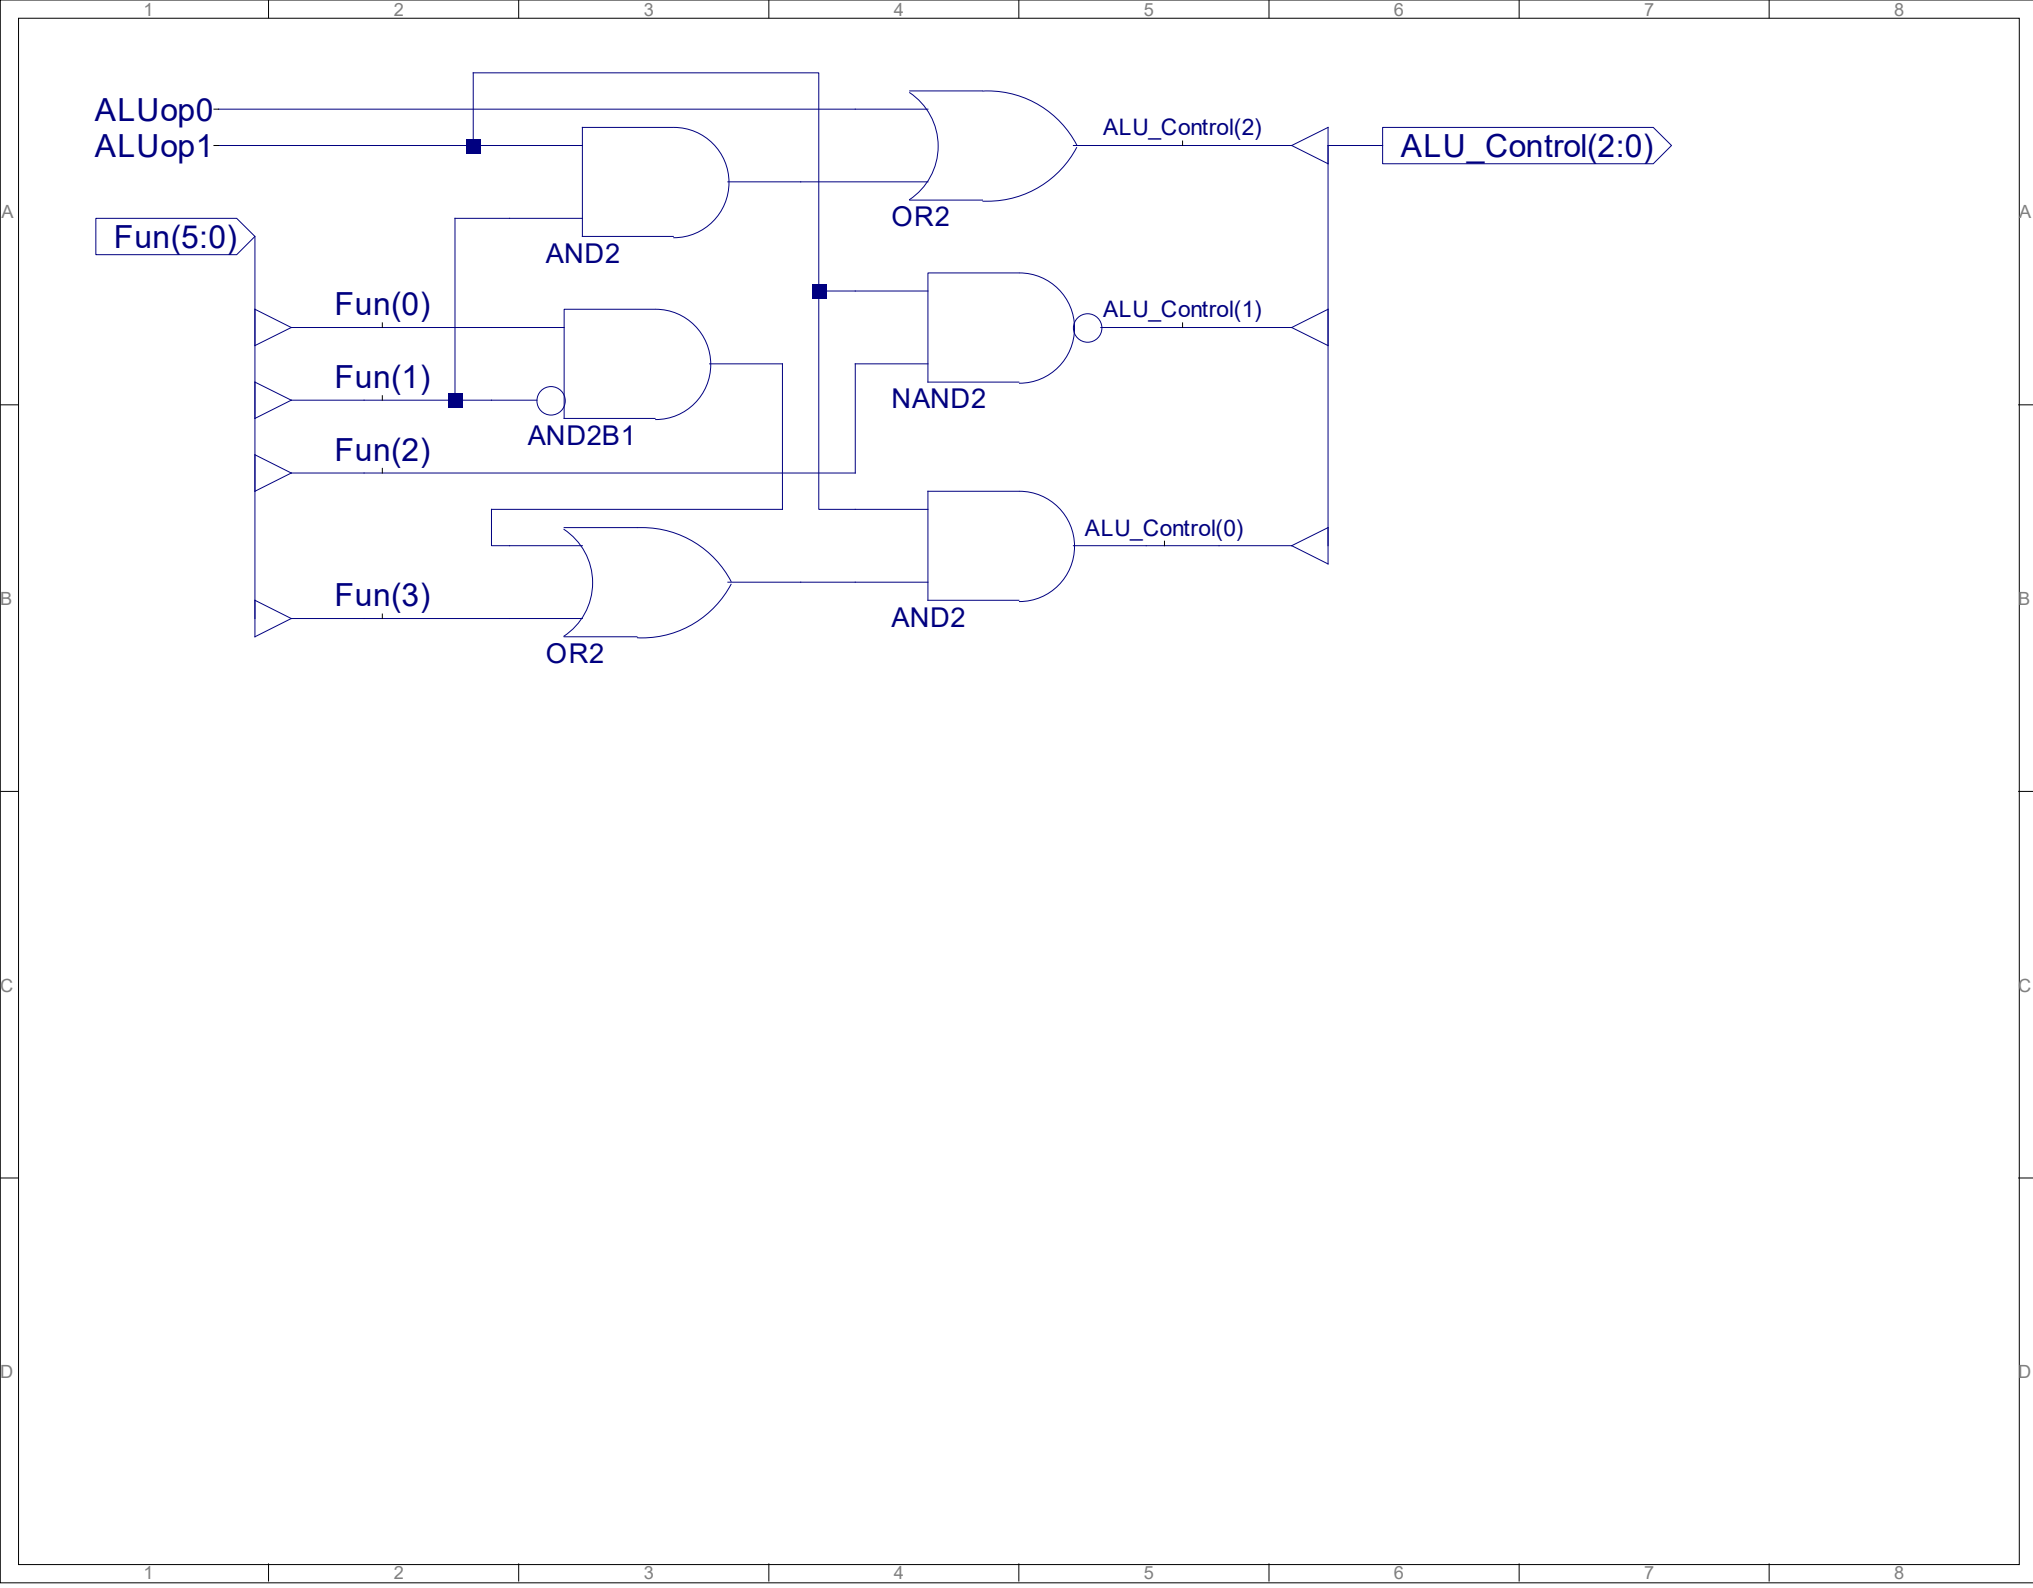 1 2 3 4 5 6 7 8
ALUop0
ALUop1
ALU_Control(2)
ALU_Control(2:0)
A A
OR2
Fun(5:0)
AND2
Fun(0)
ALU_Control(1)
Fun(1)
NAND2
AND2B1
Fun(2)
ALU_Control(0)
B B
Fun(3)
AND2
OR2
C C
D D
1 2 3 4 5 6 7 8